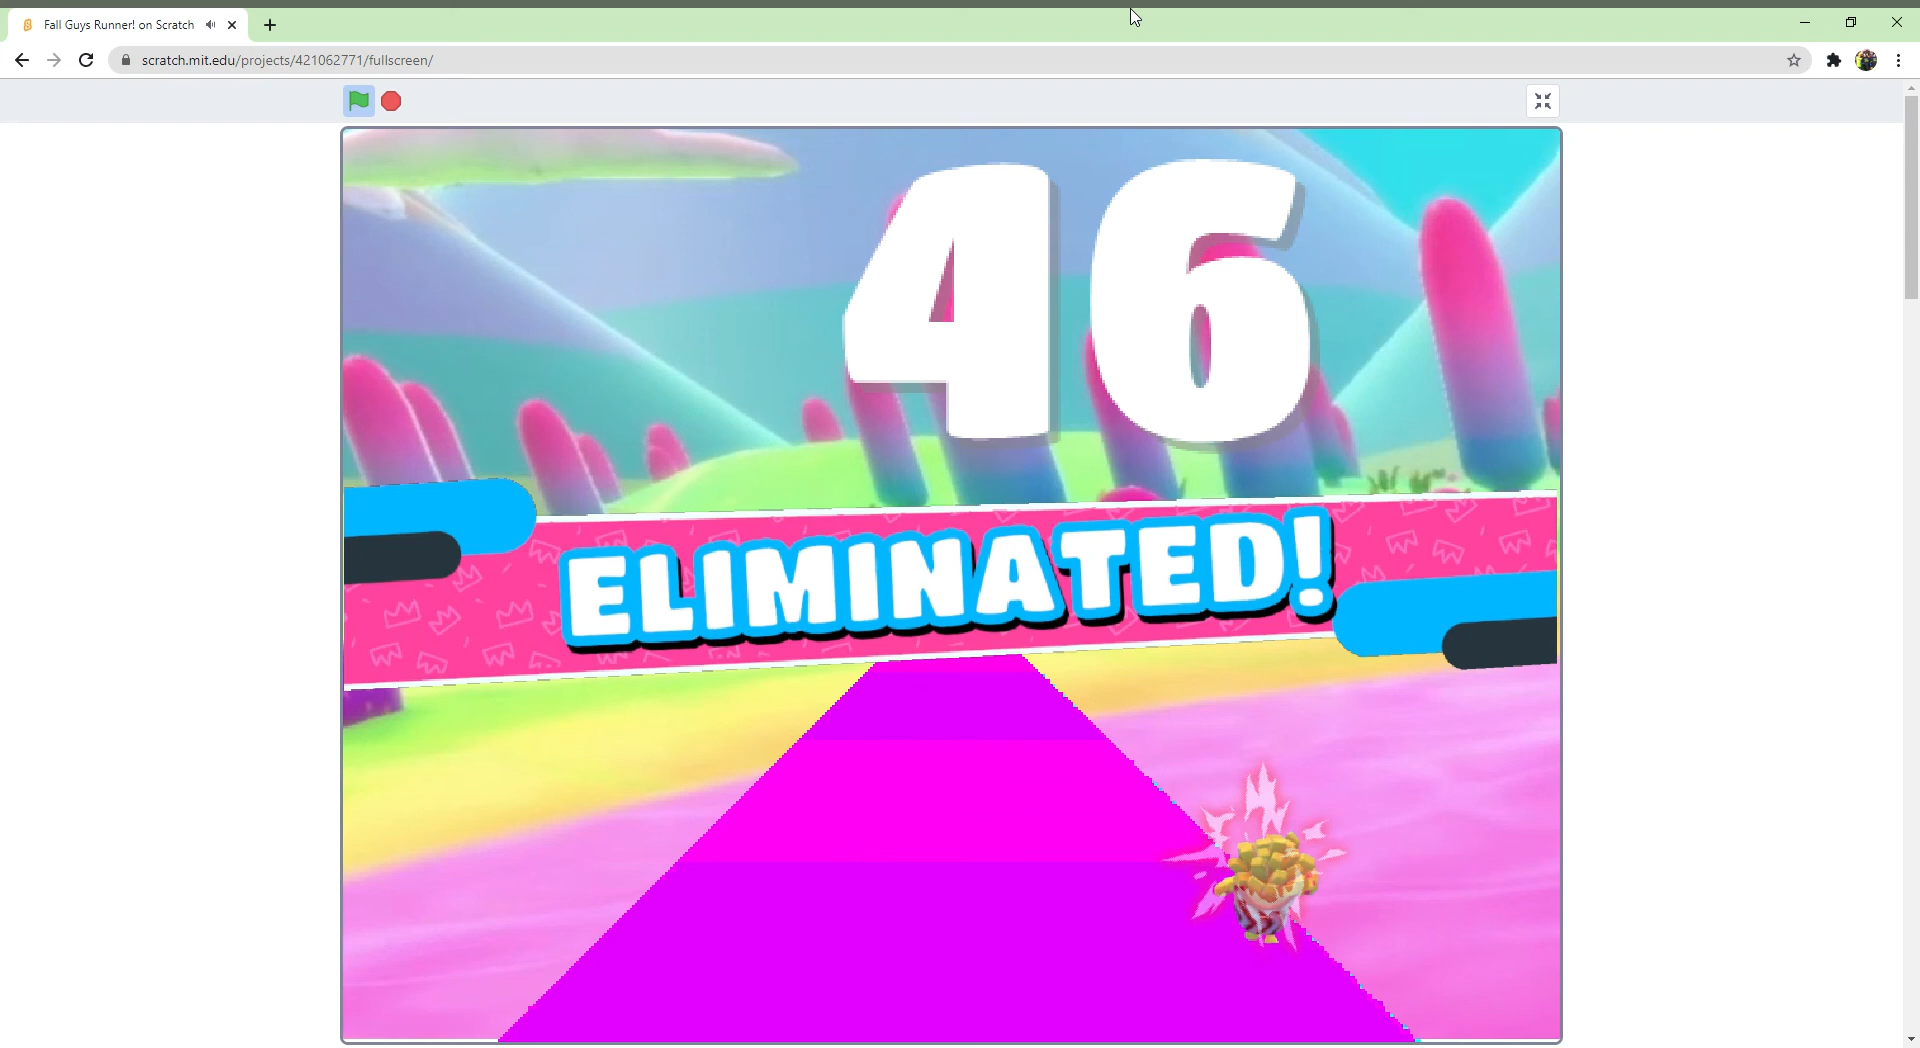 Fall Guys Runner! on Scratch
scratch.mit.edu/projects/421062771/fullscreen/
46
ELIMINATED!